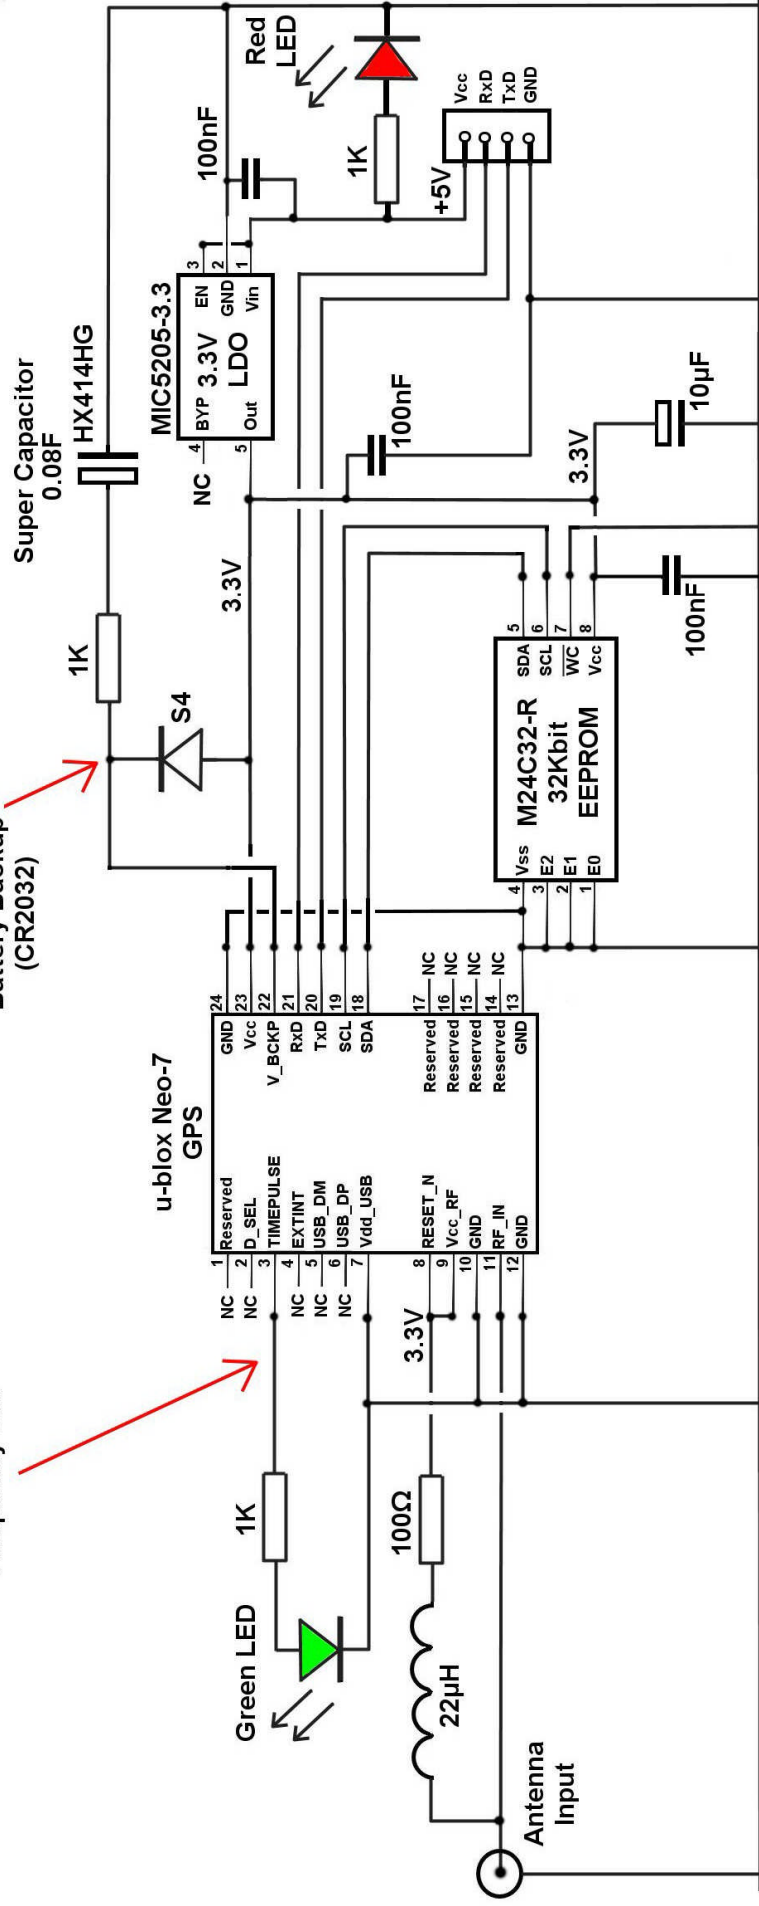 (CR2032)
Super Capacitor
0.08F
HX414HG
1K
S4
Red
LED
100nF
1K
MIC5205-3.3
3.3V
LDO
NC
4
BYP
5
Out
3
EN
2
GND
1
Vin
+5V
Vcc
RxD
TxD
GND
3.3V
100nF
3.3V
10µF
100nF
u-blox Neo-7
GPS
NC
1
Reserved
NC
2
D_SEL
3
TIMEPULSE
NC
4
EXTINT
NC
5
USB_DM
NC
6
USB_DP
7
Vdd_USB
8
RESET_N
9
Vcc_RF
10
GND
11
RF_IN
12
GND
GND
24
Vcc
23
V_BCKP
22
RxD
21
TxD
20
SCL
19
SDA
18
Reserved
17
NC
Reserved
16
NC
Reserved
15
NC
Reserved
14
NC
GND
13
M24C32-R
32Kbit
EEPROM
4
Vss
3
E2
2
E1
1
E0
SDA
5
SCL
6
WC
7
Vcc
8
Green LED
1K
3.3V
100Ω
22µH
Antenna
Input